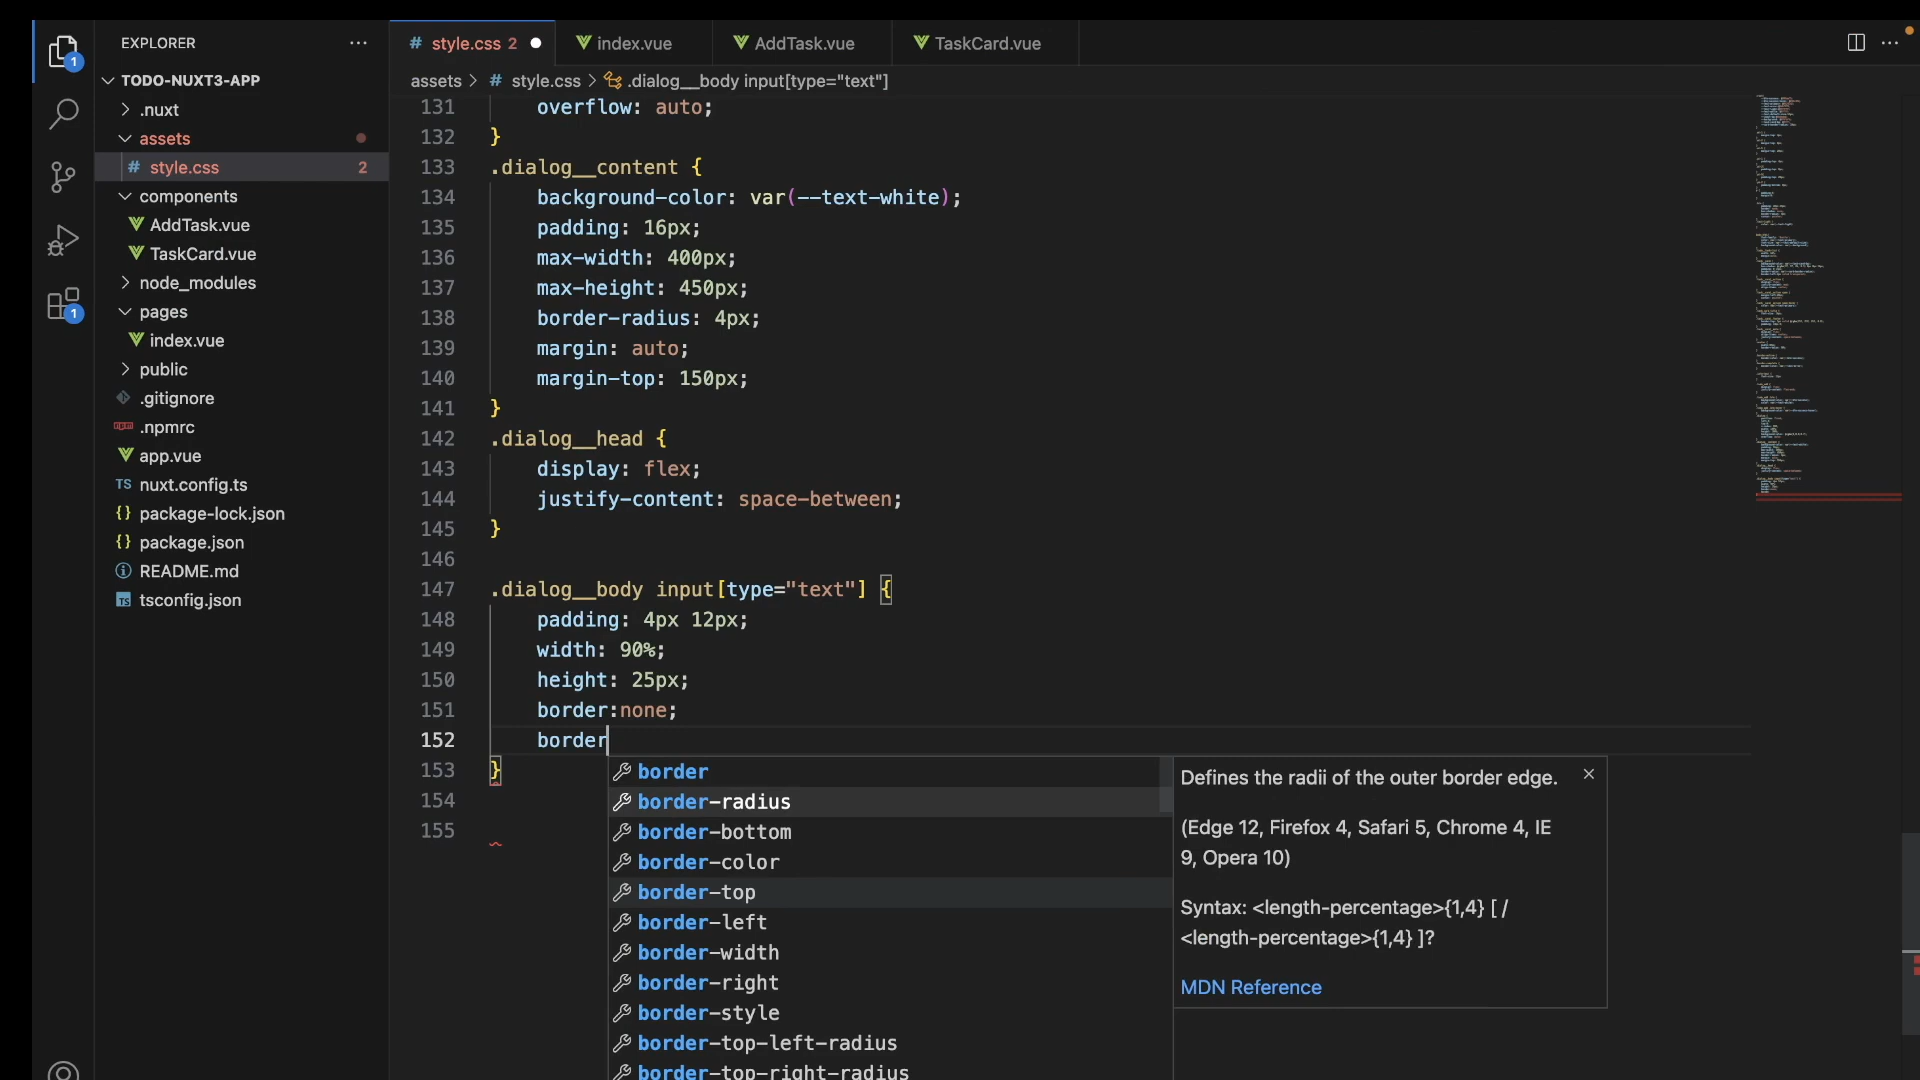 EXPLORER
TODO-NUXT3-APP
.nuxt
assets
# style.css 2
components
AddTask.vue
TaskCard.vue
node_modules
pages
index.vue
public
.gitignore
.npmrc
app.vue
TS nuxt.config.ts
{} package-lock.json
{} package.json
README.md
tsconfig.json
1
1
# style.css 2
index.vue
AddTask.vue
TaskCard.vue
assets > # style.css > .dialog__body input[type="text"]
131 overflow: auto;
132 }
133 .dialog__content {
134 background-color: var(--text-white);
135 padding: 16px;
136 max-width: 400px;
137 max-height: 450px;
138 border-radius: 4px;
139 margin: auto;
140 margin-top: 150px;
141 }
142 .dialog__head {
143 display: flex;
144 justify-content: space-between;
145 }
146
147 .dialog__body input[type="text"] {
148 padding: 4px 12px;
149 width: 90%;
150 height: 25px;
151 border:none;
152 border
153 }
154
155
border
border-radius
border-bottom
border-color
border-top
border-left
border-width
border-right
border-style
border-top-left-radius
border-top-right-radius
Defines the radii of the outer border edge.
(Edge 12, Firefox 4, Safari 5, Chrome 4, IE
9, Opera 10)
Syntax: <length-percentage>{1,4} [ /
<length-percentage>{1,4} ]?
MDN Reference